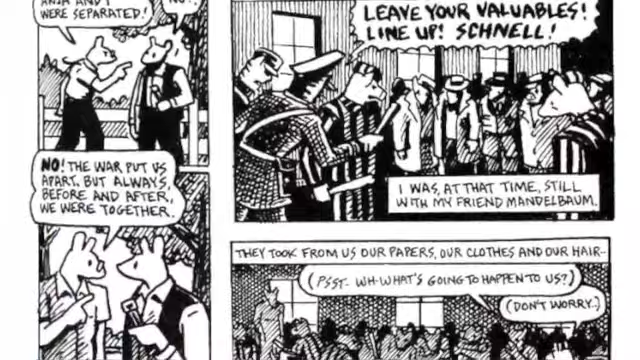 ANJA AND I
WERE SEPARATED!
NO!
NO! THE WAR PUT US
APART, BUT ALWAYS,
BEFORE AND AFTER,
WE WERE TOGETHER.
LEAVE YOUR VALUABLES!
LINE UP! SCHNELL!
I WAS, AT THAT TIME, STILL
WITH MY FRIEND MANDELBAUM.
THEY TOOK FROM US OUR PAPERS, OUR CLOTHES AND OUR HAIR--
(PSST- WH-WHAT'S GOING TO HAPPEN TO US?)
(DON'T WORRY..)